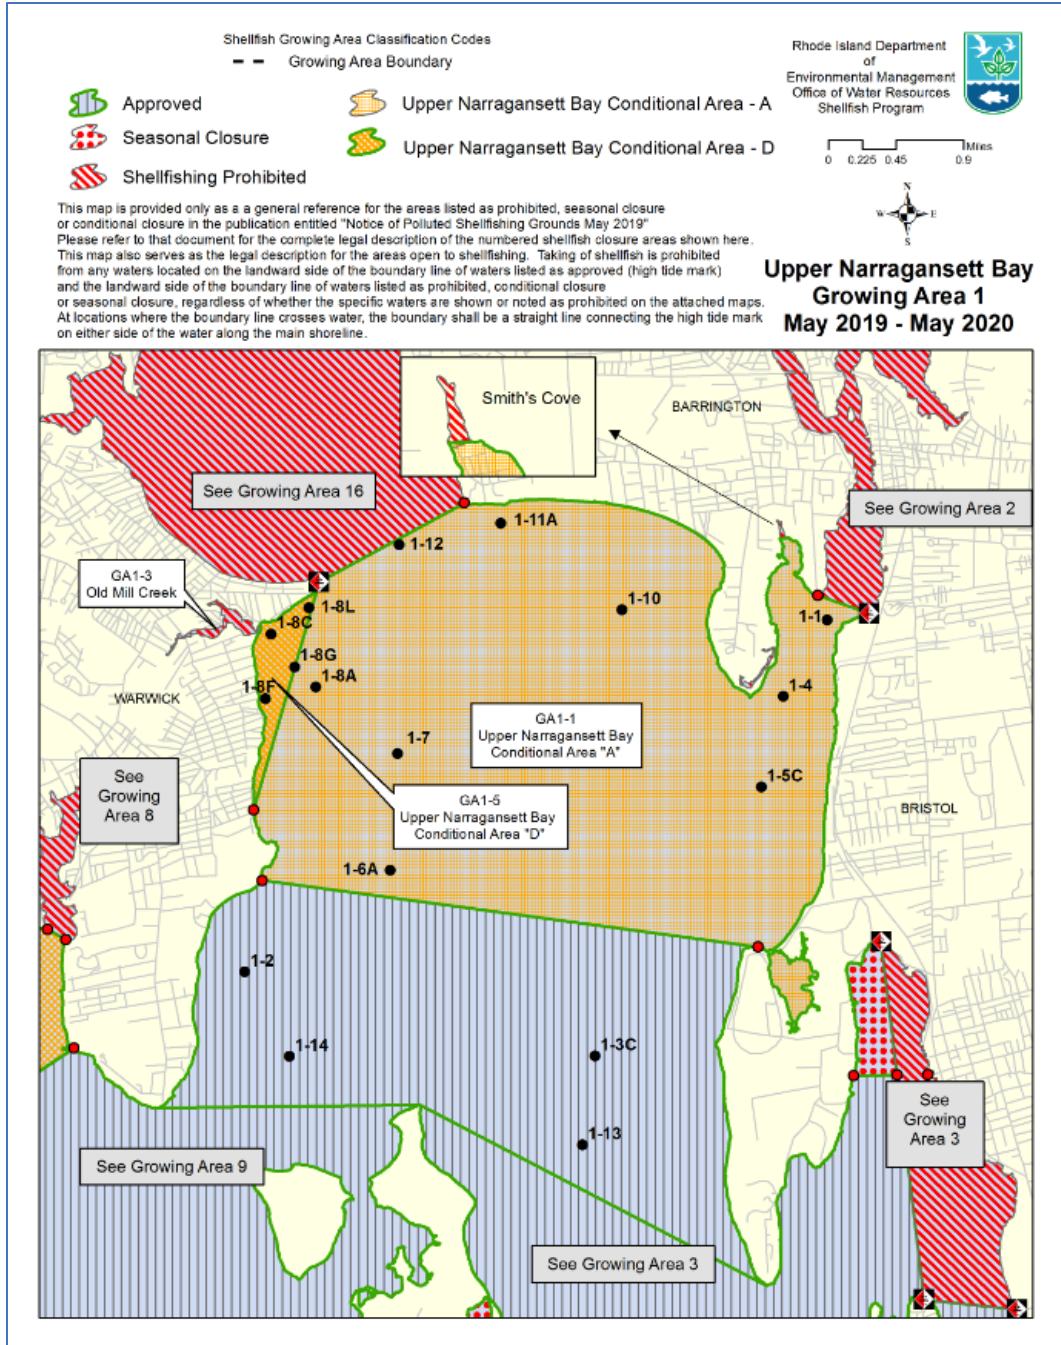 Shellfish Growing Area Classification Codes
Growing Area Boundary
Approved
Seasonal Closure
Shellfishing Prohibited
Upper Narragansett Bay Conditional Area - A
Upper Narragansett Bay Conditional Area - D
Rhode Island Department
of
Environmental Management
Office of Water Resources
Shellfish Program
Miles
0 0.225 0.45 0.9
N
W E
S
This map is provided only as a a general reference for the areas listed as prohibited, seasonal closure
or conditional closure in the publication entitled "Notice of Polluted Shellfishing Grounds May 2019"
Please refer to that document for the complete legal description of the numbered shellfish closure areas shown here.
This map also serves as the legal description for the areas open to shellfishing. Taking of shellfish is prohibited
from any waters located on the landward side of the boundary line of waters listed as approved (high tide mark)
and the landward side of the boundary line of waters listed as prohibited, conditional closure
or seasonal closure, regardless of whether the specific waters are shown or noted as prohibited on the attached maps.
At locations where the boundary line crosses water, the boundary shall be a straight line connecting the high tide mark
on either side of the water along the main shoreline.
Upper Narragansett Bay
Growing Area 1
May 2019 - May 2020
Smith's Cove
BARRINGTON
See Growing Area 16
See Growing Area 2
1-11A
1-12
GA1-3
Old Mill Creek
1-8L
1-10
1-1
1-8C
1-8G
1-8A
1-8F
1-4
WARWICK
GA1-1
Upper Narragansett Bay
Conditional Area "A"
1-7
See
Growing
Area 8
1-5C
GA1-5
Upper Narragansett Bay
Conditional Area "D"
BRISTOL
1-6A
1-2
1-14
1-3C
See
Growing
Area 3
1-13
See Growing Area 9
See Growing Area 3